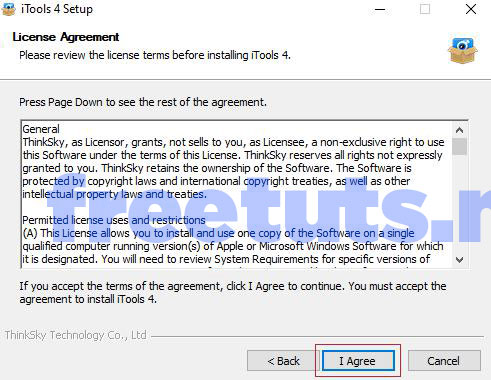 iTools 4 Setup
License Agreement
Please review the license terms before installing iTools 4.
Press Page Down to see the rest of the agreement.
General
ThinkSky, as Licensor, grants, not sells to you, as Licensee, a non-exclusive right to use
this Software under the terms of this License. ThinkSky reserves all rights not expressly
granted to you. ThinkSky retains the ownership of the Software. The Software is
protected by copyright laws and international copyright treaties, as well as other
intellectual property laws and treaties.
Permitted license uses and restrictions
(A) This License allows you to install and use one copy of the Software on a single
qualified computer running version(s) of Apple or Microsoft Windows Software for which
it is designated. You will need to review System Requirements for specific versions of
freetuts.n
If you accept the terms of the agreement, click I Agree to continue. You must accept the
agreement to install iTools 4.
ThinkSky Technology Co., Ltd
< Back
I Agree
Cancel